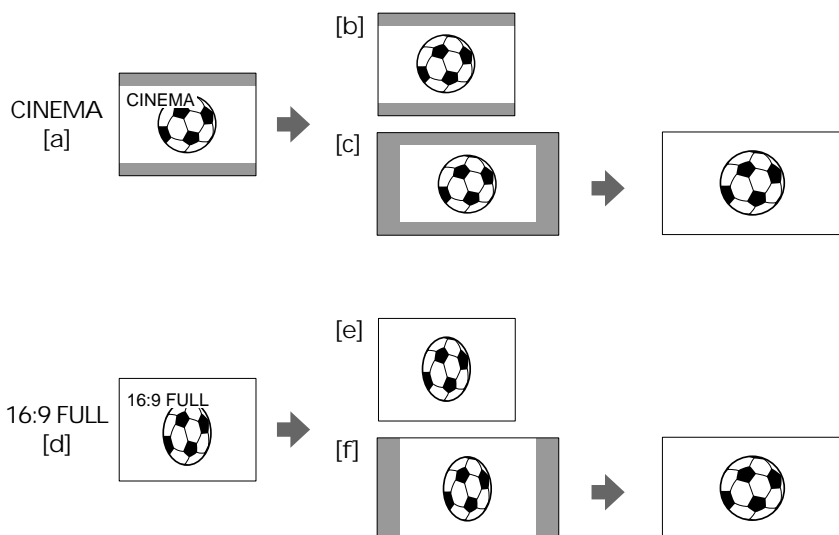 [b]
CINEMA
CINEMA
[a]
[c]
[e]
16:9 FULL
16:9 FULL
[d]
[f]